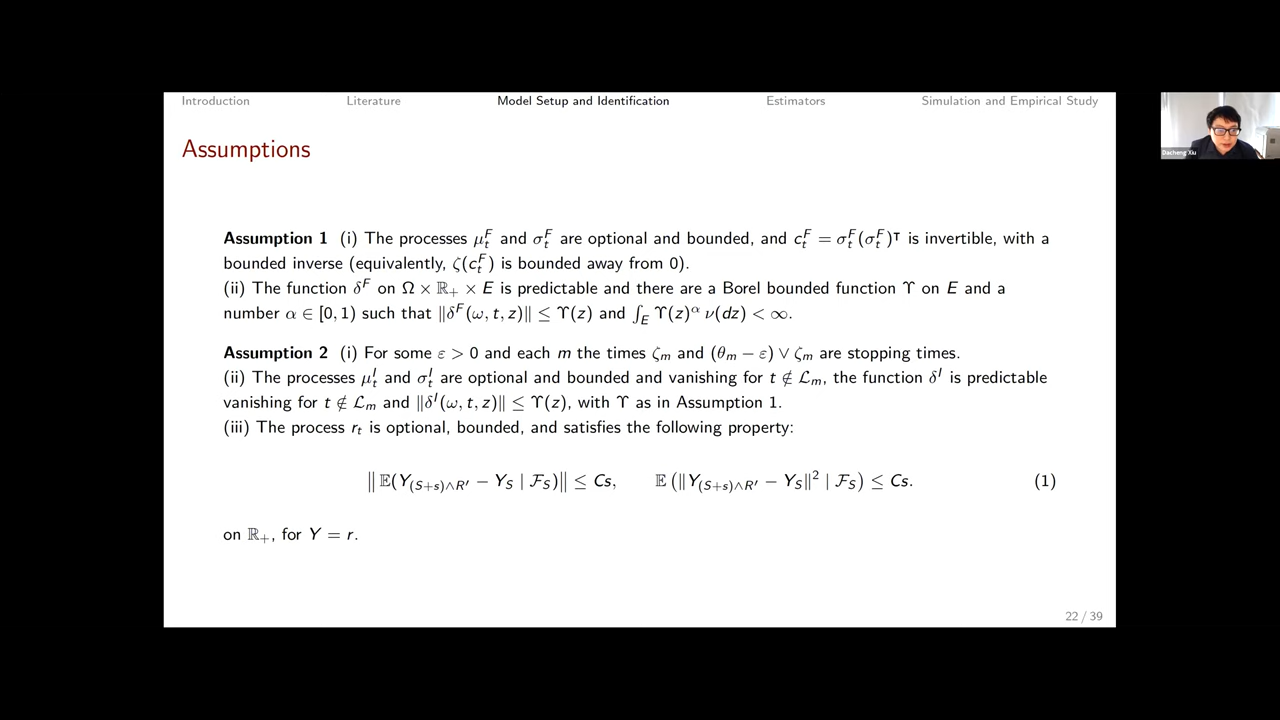 Introduction Literature Model Setup and Identification Estimators Simulation and Empirical Study
Assumptions
Dacheng Xiu
Assumption 1 (i) The processes μ_t^F and σ_t^F are optional and bounded, and c_t^F = σ_t^F(σ_t^F)^⊤ is invertible, with a
bounded inverse (equivalently, ζ(c_t^F) is bounded away from 0).
(ii) The function δ^F on Ω × ℝ₊ × E is predictable and there are a Borel bounded function Υ on E and a
number α ∈ [0, 1) such that ‖δ^F(ω, t, z)‖ ≤ Υ(z) and ∫_E Υ(z)^α ν(dz) < ∞.
Assumption 2 (i) For some ε > 0 and each m the times ζ_m and (θ_m − ε) ∨ ζ_m are stopping times.
(ii) The processes μ_t^I and σ_t^I are optional and bounded and vanishing for t ∉ ℒ_m, the function δ^I is predictable
vanishing for t ∉ ℒ_m and ‖δ^I(ω, t, z)‖ ≤ Υ(z), with Υ as in Assumption 1.
(iii) The process r_t is optional, bounded, and satisfies the following property:
‖𝔼(Y_{(S+s)∧R′} − Y_S | ℱ_S)‖ ≤ Cs, 𝔼(‖Y_{(S+s)∧R′} − Y_S‖² | ℱ_S) ≤ Cs. (1)
on ℝ₊, for Y = r.
22 / 39